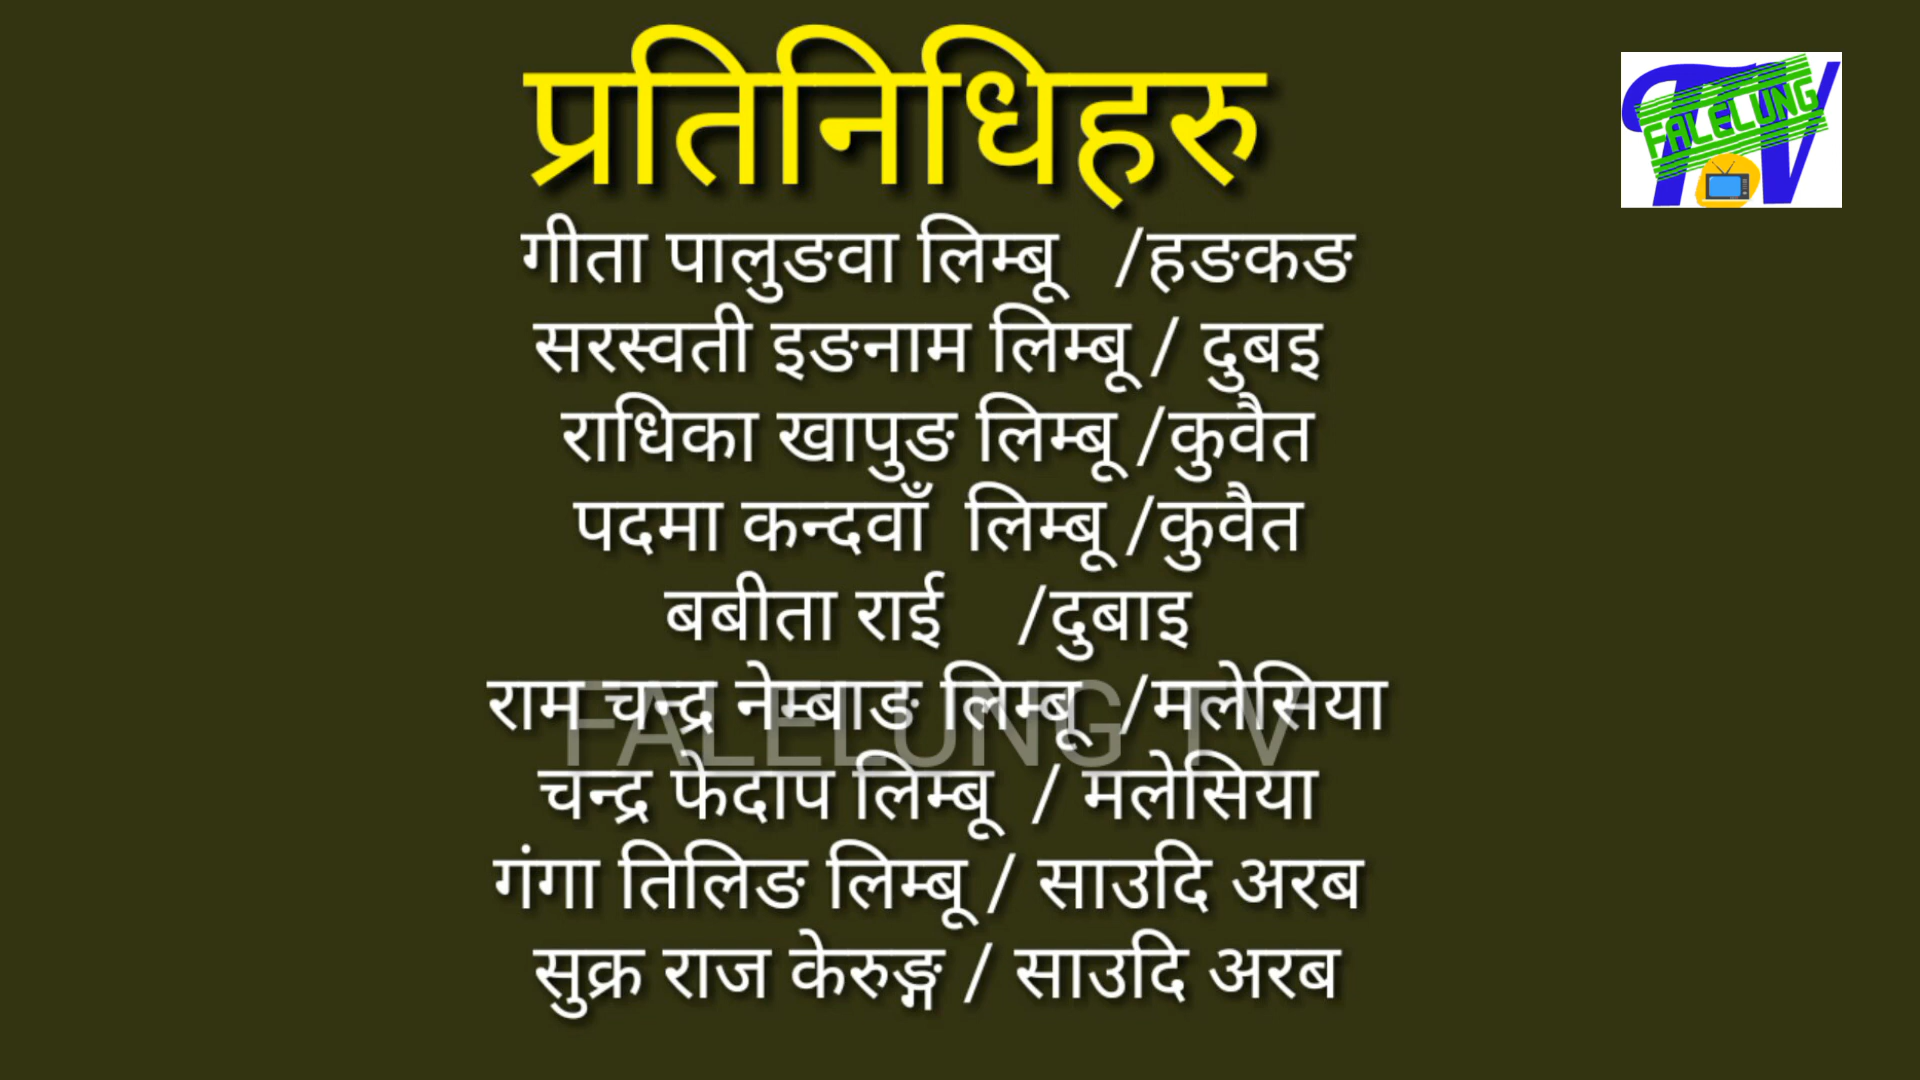 प्रतिनिधिहरु
TV
FALELUNG
गीता पालुङवा लिम्बू /हङकङ
सरस्वती इङनाम लिम्बू / दुबइ
राधिका खापुङ लिम्बू /कुवैत
पदमा कन्दवाँ लिम्बू /कुवैत
बबीता राई /दुबाइ
राम चन्द्र नेम्बाङ लिम्बू /मलेसिया
FALELUNG TV
चन्द्र फेदाप लिम्बू / मलेसिया
गंगा तिलिङ लिम्बू / साउदि अरब
सुक्र राज केरुङ्ग / साउदि अरब